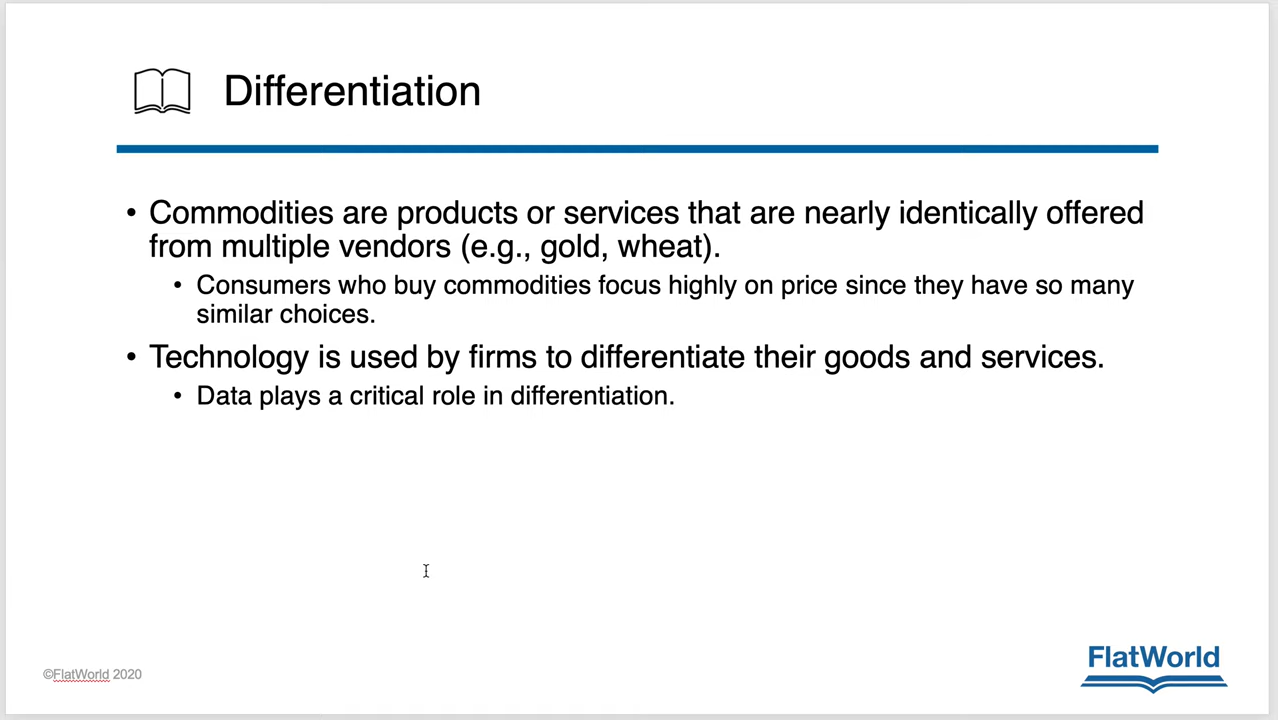 Differentiation
• Commodities are products or services that are nearly identically offered
from multiple vendors (e.g., gold, wheat).
• Consumers who buy commodities focus highly on price since they have so many
similar choices.
• Technology is used by firms to differentiate their goods and services.
• Data plays a critical role in differentiation.
©FlatWorld 2020
FlatWorld